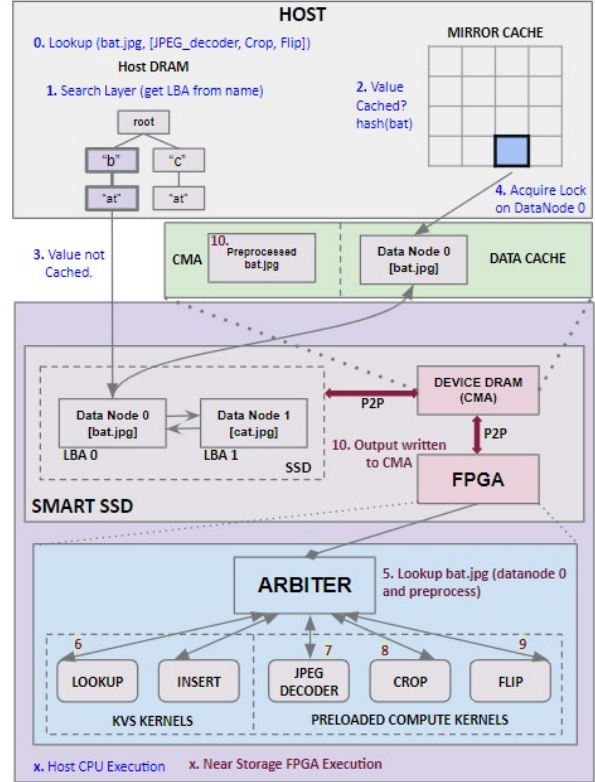 HOST
0. Lookup (bat.jpg, [JPEG_decoder, Crop, Flip])
MIRROR CACHE
Host DRAM
1. Search Layer (get LBA from name)
2. Value
Cached?
hash(bat)
root
"b"
"c"
"at"
"at"
4. Acquire Lock
on DataNode 0
3. Value not
Cached.
CMA
10.
Preprocessed
bat.jpg
Data Node 0
[bat.jpg]
DATA CACHE
DEVICE DRAM
(CMA)
P2P
Data Node 0
[bat.jpg]
Data Node 1
[cat.jpg]
LBA 0
LBA 1
SSD
P2P
10. Output written
to CMA
FPGA
SMART SSD
ARBITER
5. Lookup bat.jpg (datanode 0
and preprocess)
6
7
8
9
LOOKUP
INSERT
JPEG
DECODER
CROP
FLIP
KVS KERNELS
PRELOADED COMPUTE KERNELS
x. Host CPU Execution
x. Near Storage FPGA Execution